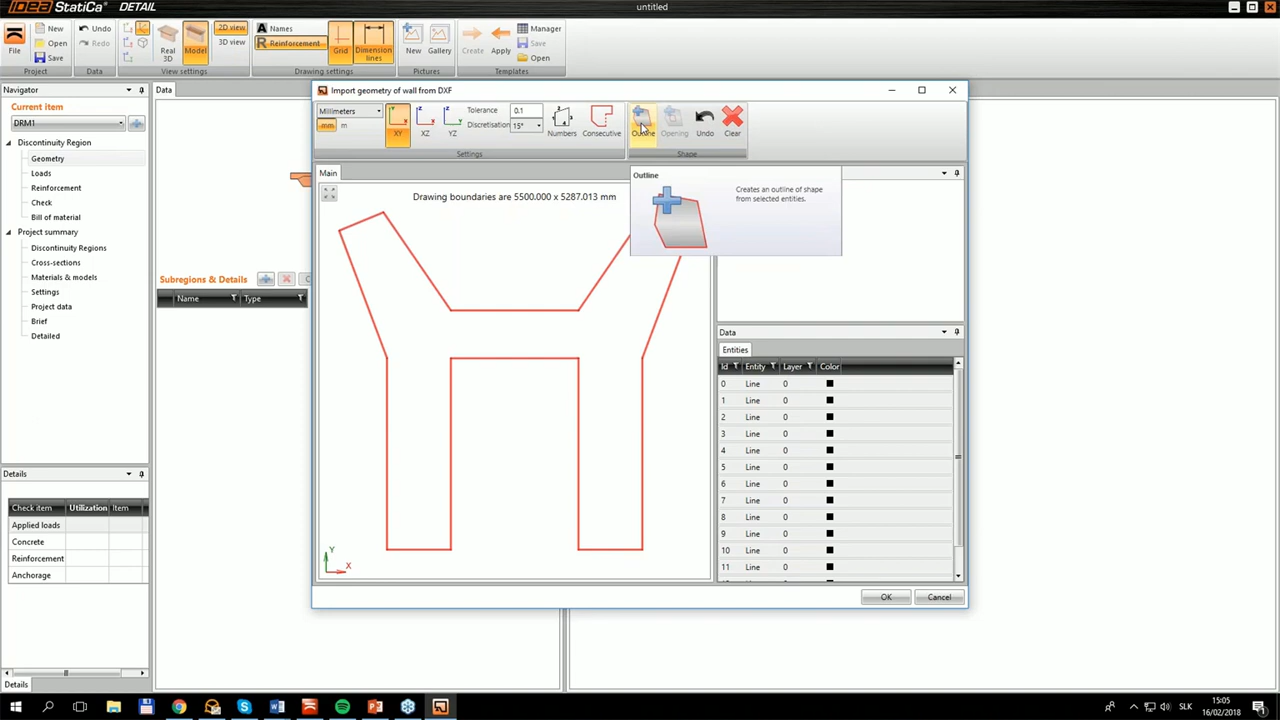 IDEA StatiCa DETAIL
untitled
File
New
Open
Save
Project
Undo
Redo
Data
Real 3D
Model
2D view
3D view
View settings
Names
Reinforcement
Grid
Dimension lines
Drawing settings
New
Gallery
Pictures
Create
Apply
Manager
Save
Open
Templates
Navigator
Current item
DRM1
Discontinuity Region
Geometry
Loads
Reinforcement
Check
Bill of material
Project summary
Discontinuity Regions
Cross-sections
Materials & models
Settings
Project data
Brief
Detailed
Details
Check item Utilization Item
Applied loads
Concrete
Reinforcement
Anchorage
Details
Data
Subregions & Details
Name Type
Import geometry of wall from DXF
Millimeters
mm m
XY
XZ
YZ
Tolerance 0.1
Discretisation 15°
Numbers
Consecutive
Settings
Outline
Opening
Undo
Clear
Shape
Main
Drawing boundaries are 5500.000 x 5287.013 mm
Outline
Creates an outline of shape
from selected entities.
Y
X
Data
Entities
Id Entity Layer Color
0 Line 0
1 Line 0
2 Line 0
3 Line 0
4 Line 0
5 Line 0
6 Line 0
7 Line 0
8 Line 0
9 Line 0
10 Line 0
11 Line 0
OK
Cancel
SLK
15:05
16/02/2018